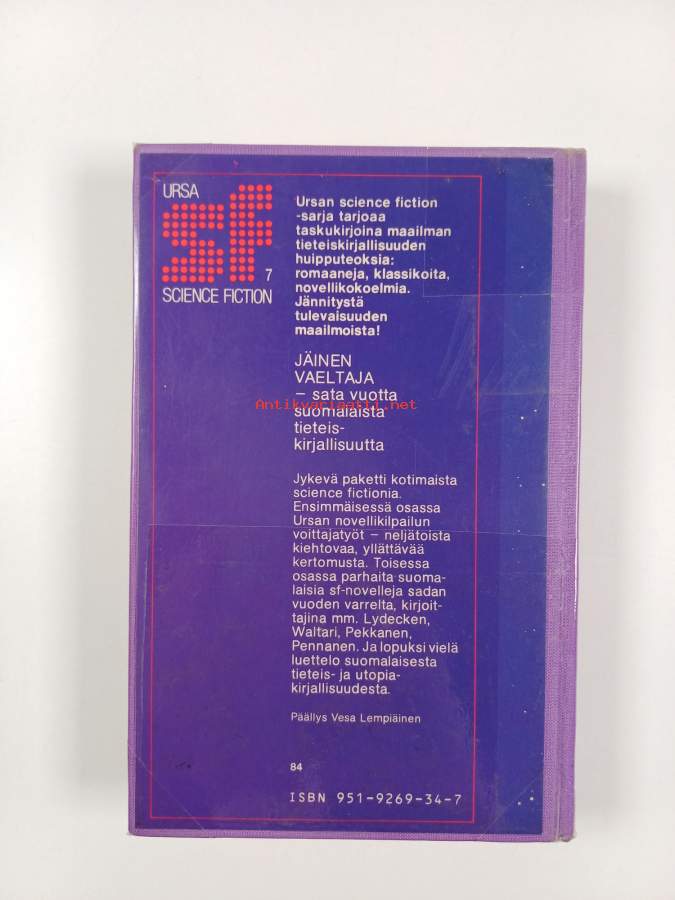 URSA
sf
7
SCIENCE FICTION
Ursan science fiction
-sarja tarjoaa
taskukirjoina maailman
tieteiskirjallisuuden
huipputeoksia:
romaaneja, klassikoita,
novellikokoelmia.
Jännitystä
tulevaisuuden
maailmoista!
JÄINEN
VAELTAJA
– sata vuotta
Antikvariaatti.net
suomalaista
tieteis-
kirjallisuutta
Jykevä paketti kotimaista
science fictionia.
Ensimmäisessä osassa
Ursan novellikilpailun
voittajatyöt – neljätoista
kiehtovaa, yllättävää
kertomusta. Toisessa
osassa parhaita suoma-
laisia sf-novelleja sadan
vuoden varrelta, kirjoit-
tajina mm. Lydecken,
Waltari, Pekkanen,
Pennanen. Ja lopuksi vielä
luettelo suomalaisesta
tieteis- ja utopia-
kirjallisuudesta.
Päällys Vesa Lempiäinen
84
ISBN 951-9269-34-7